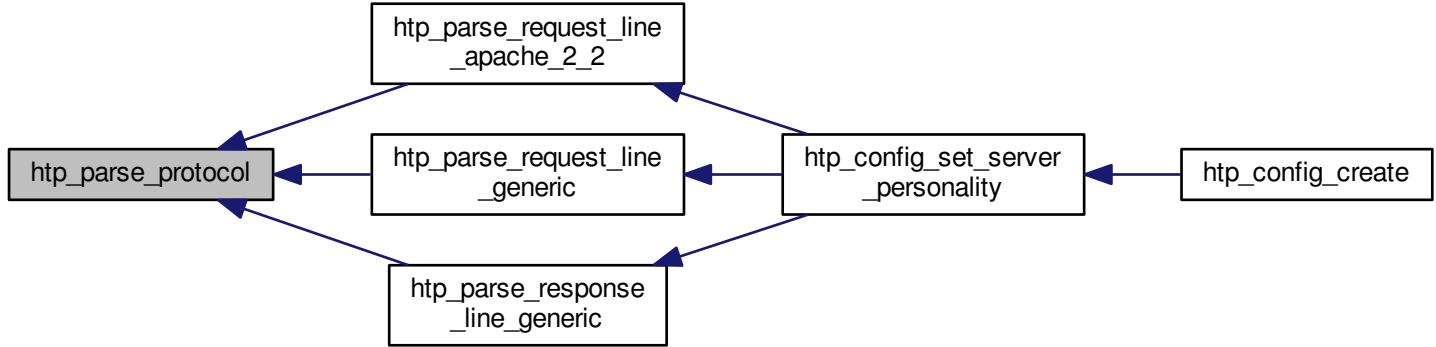 htp_parse_request_line
_apache_2_2
htp_parse_protocol
htp_parse_request_line
_generic
htp_config_set_server
_personality
htp_config_create
htp_parse_response
_line_generic